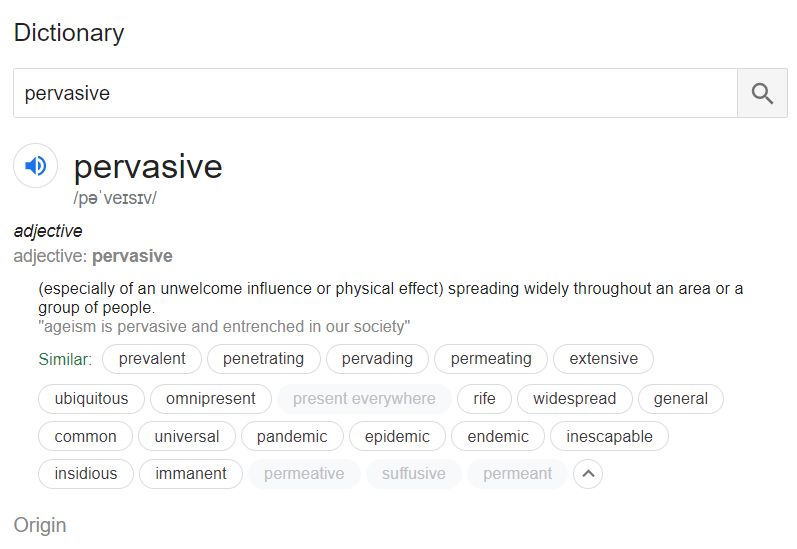 Dictionary
pervasive
pervasive
/pəˈveɪsɪv/
adjective
adjective: pervasive
(especially of an unwelcome influence or physical effect) spreading widely throughout an area or a
group of people.
"ageism is pervasive and entrenched in our society"
Similar: prevalent penetrating pervading permeating extensive
ubiquitous omnipresent present everywhere rife widespread general
common universal pandemic epidemic endemic inescapable
insidious immanent permeative suffusive permeant
Origin